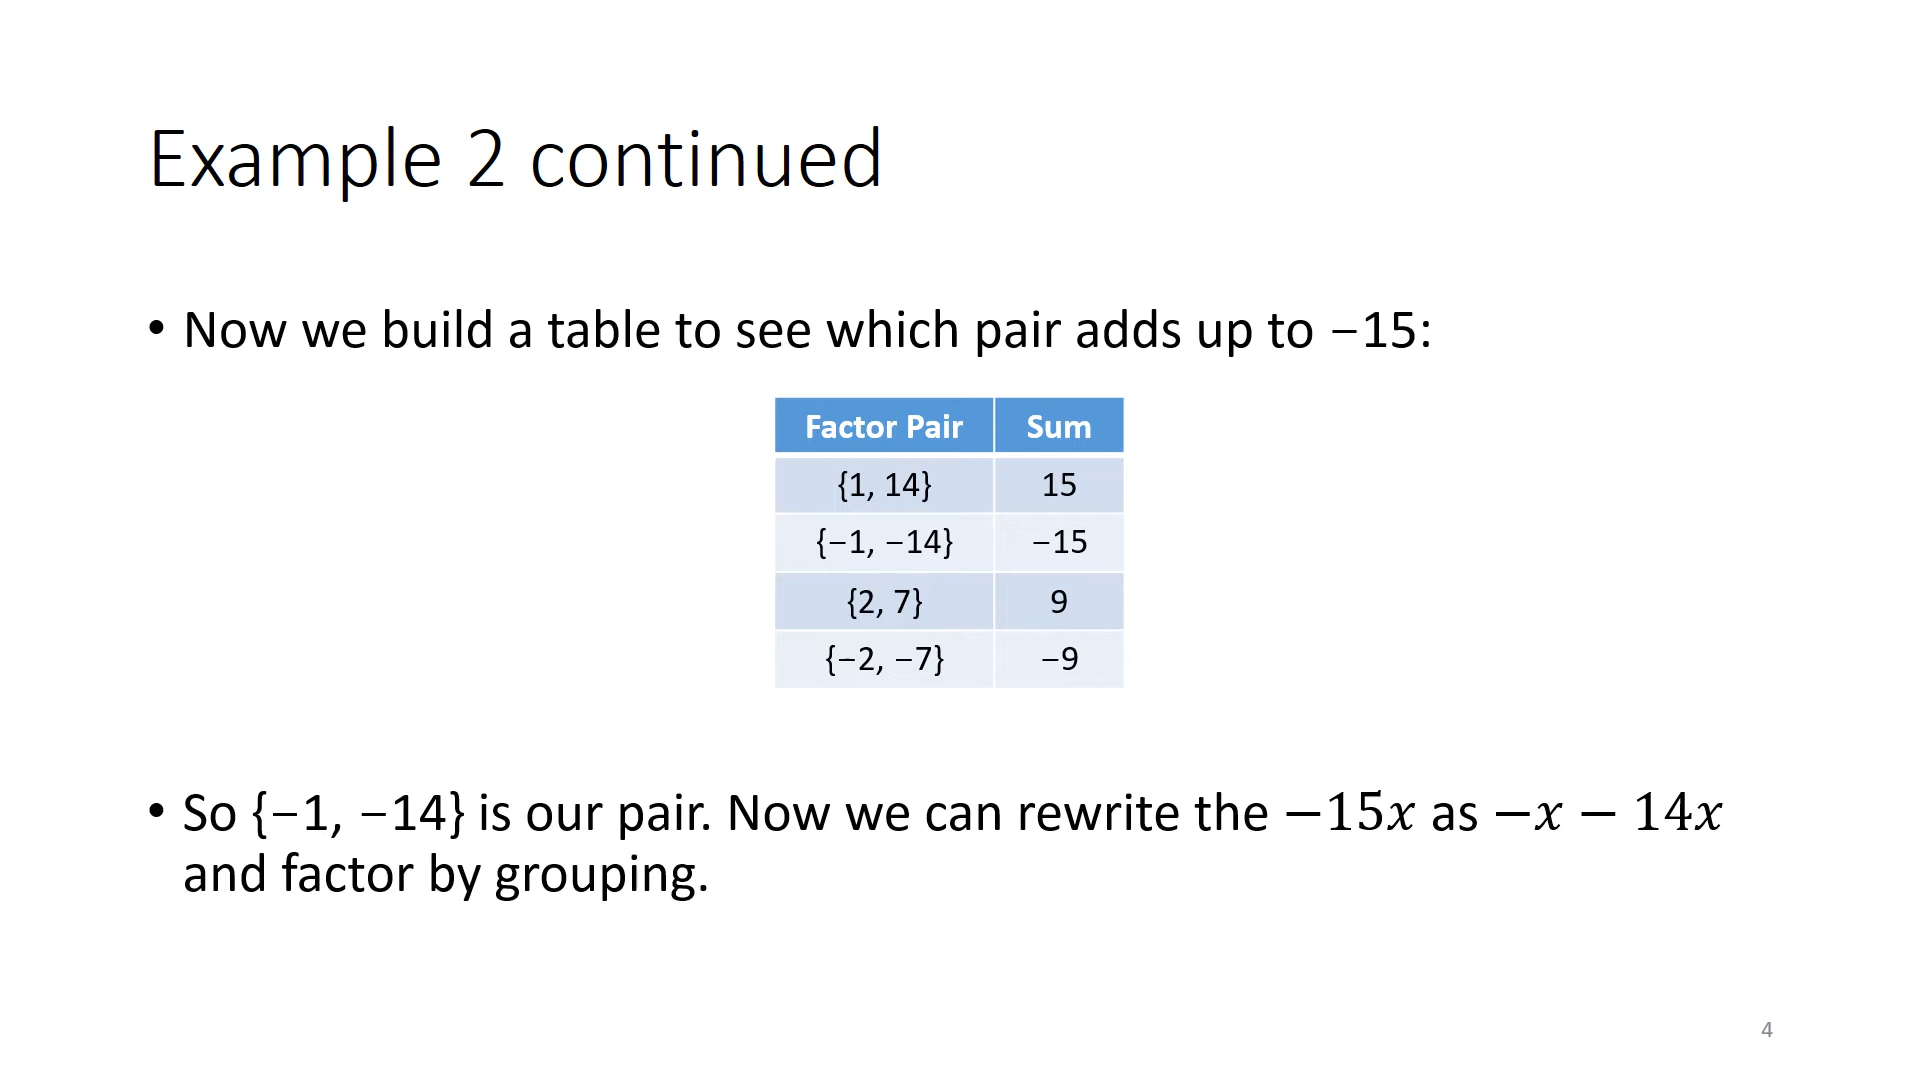 Example 2 continued
• Now we build a table to see which pair adds up to −15:
Factor Pair Sum
{1, 14} 15
{−1, −14} −15
{2, 7} 9
{−2, −7} −9
• So {−1, −14} is our pair. Now we can rewrite the −15𝑥 as −𝑥 − 14𝑥
and factor by grouping.
4